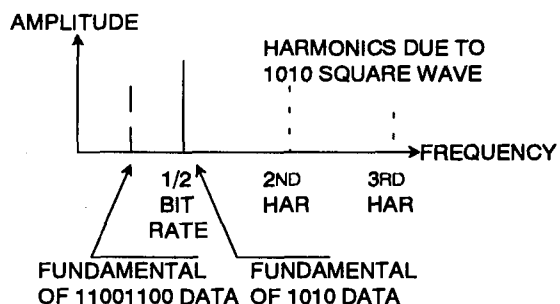 AMPLITUDE
HARMONICS DUE TO
1010 SQUARE WAVE
FREQUENCY
1/2
BIT
RATE
2ND
HAR
3RD
HAR
FUNDAMENTAL
OF 11001100 DATA
FUNDAMENTAL
OF 1010 DATA